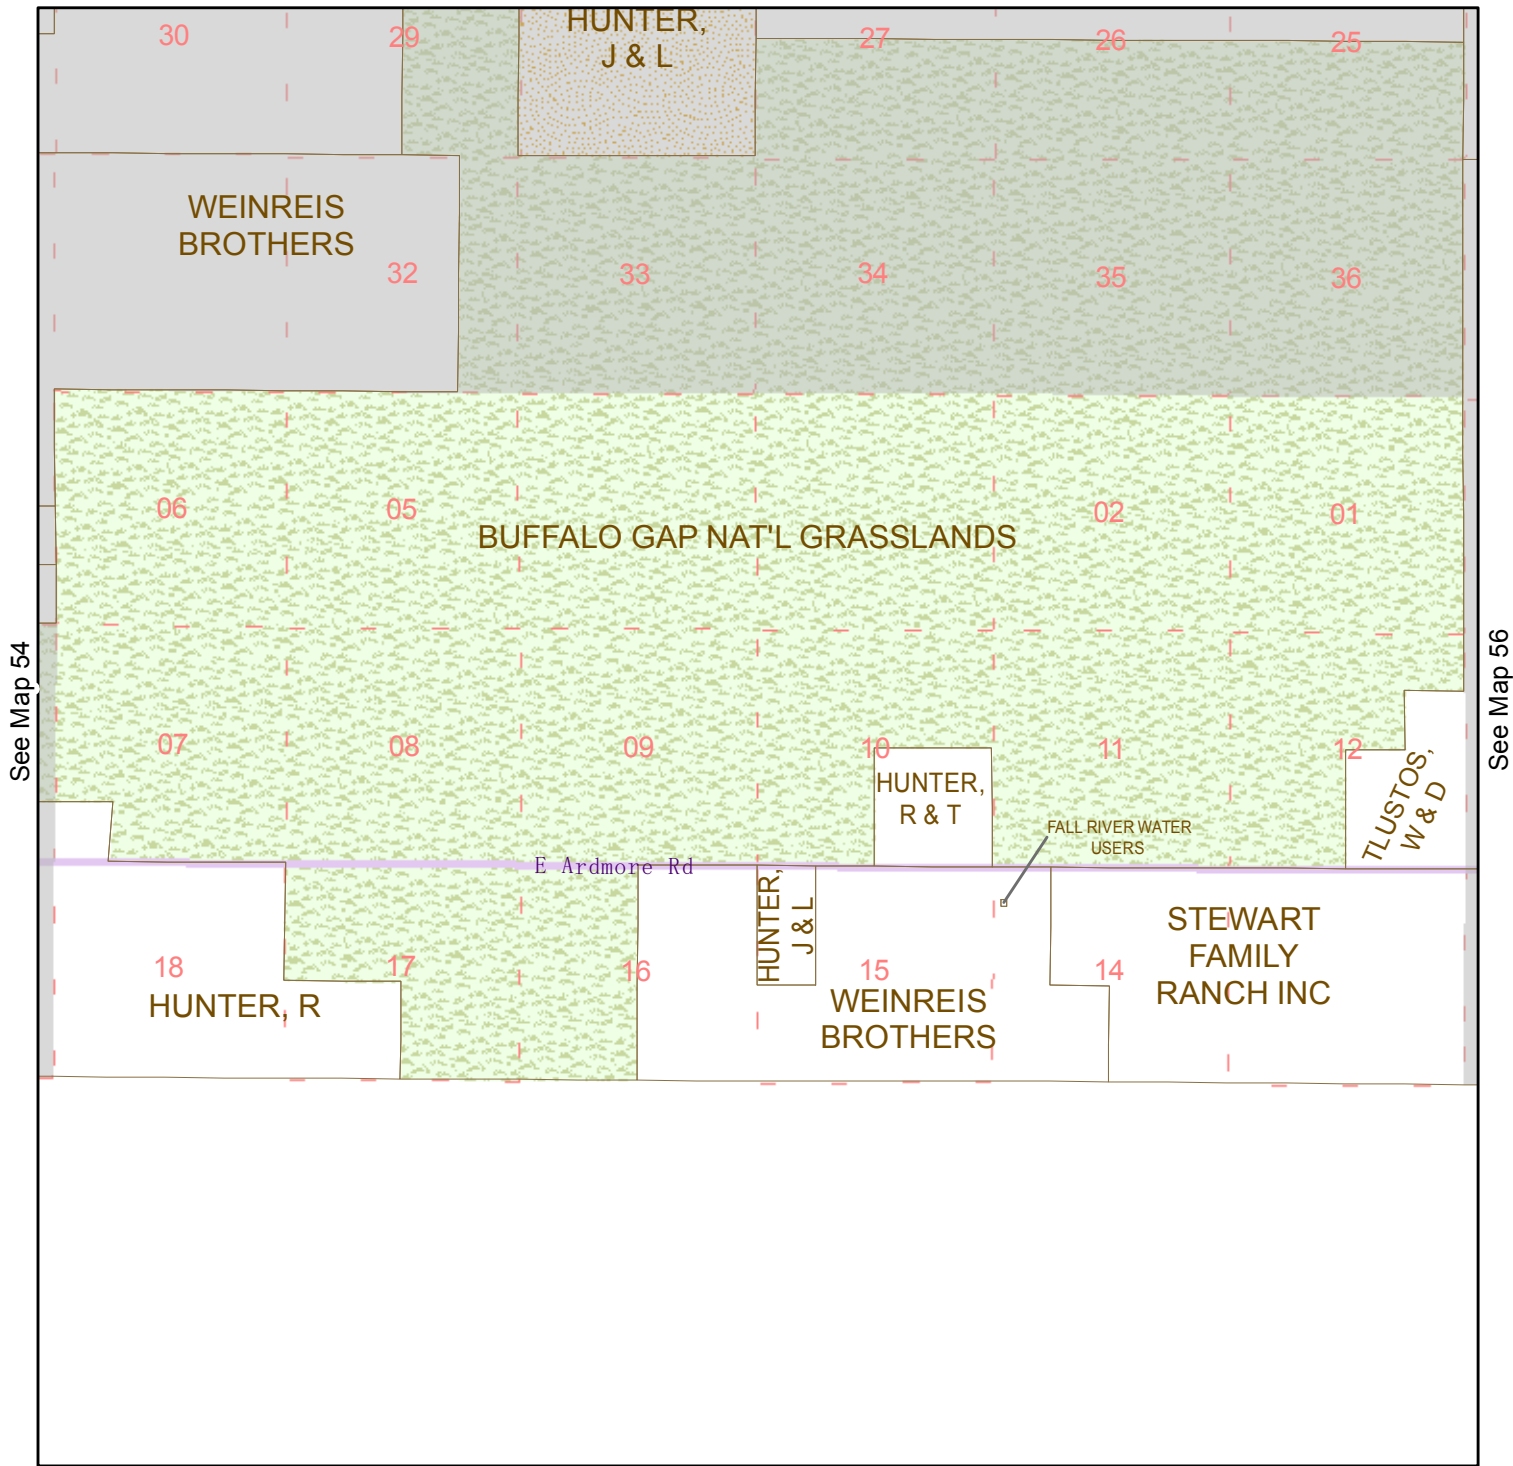 HUNTER,
J & L
30
29
27
26
25
WEINREIS
BROTHERS
32
33
34
35
36
06
05
02
01
BUFFALO GAP NAT'L GRASSLANDS
See Map 54
See Map 56
07
08
09
10
11
12
HUNTER,
R & T
TLUSTOS,
W & D
FALL RIVER WATER
USERS
E Ardmore Rd
HUNTER,
J & L
STEWART
FAMILY
RANCH INC
18
17
16
15
14
HUNTER, R
WEINREIS
BROTHERS